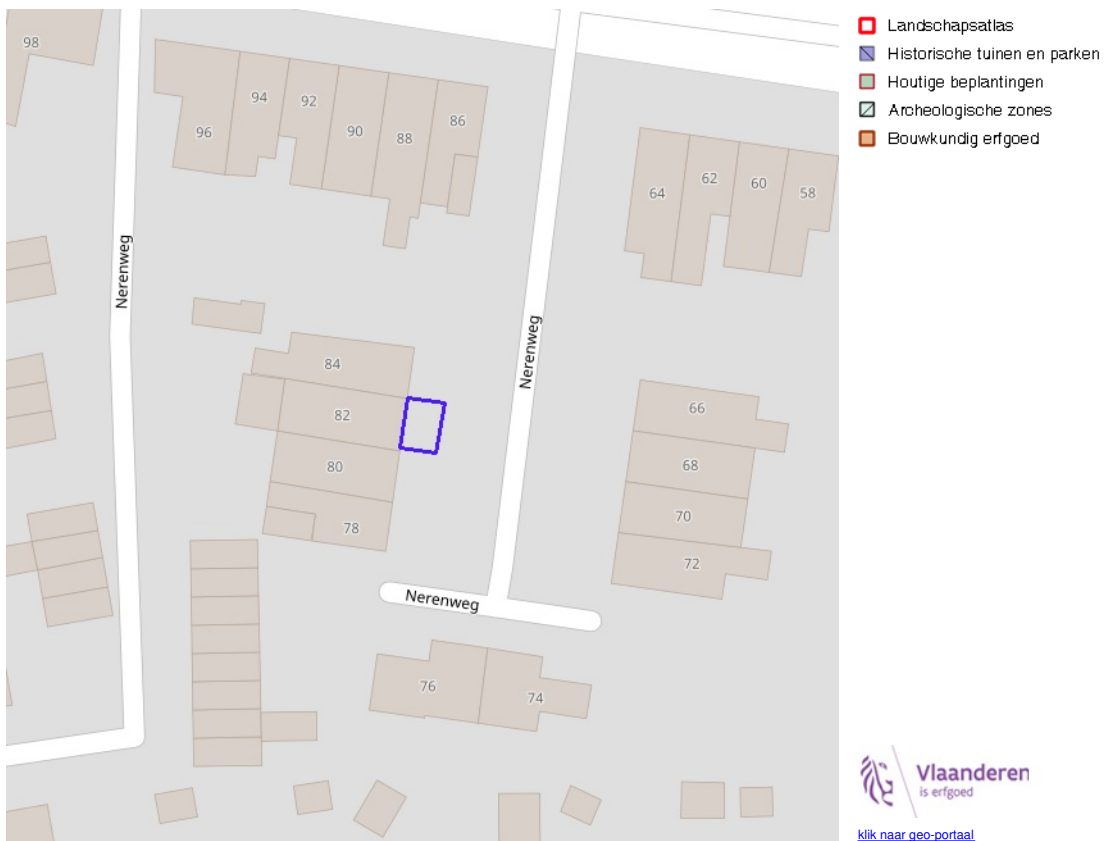 98
96
94
92
90
88
86
64
62
60
58
Nerenweg
Nerenweg
84
82
80
78
66
68
70
72
Nerenweg
76
74
Landschapsatlas
Historische tuinen en parken
Houtige beplantingen
Archeologische zones
Bouwkundig erfgoed
Vlaanderen
is erfgoed
klik naar geo-portaal